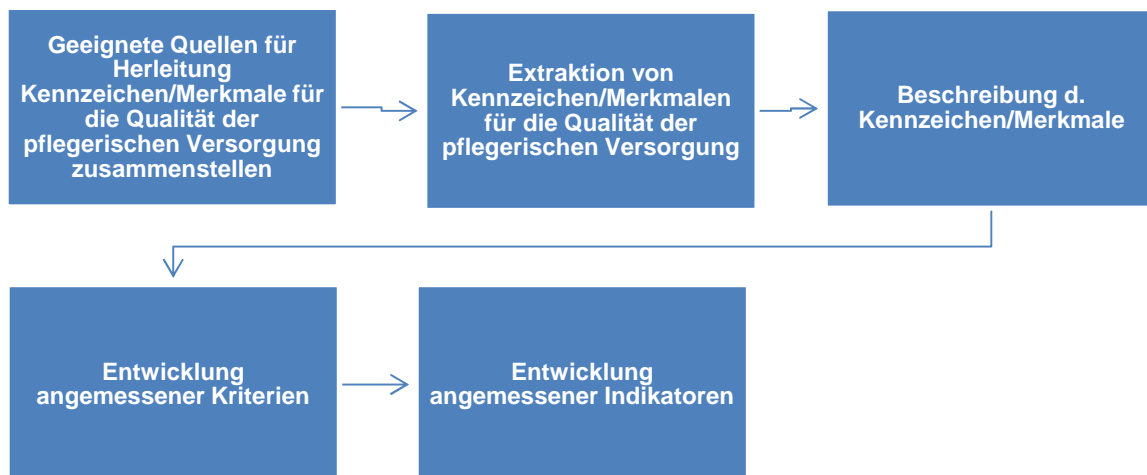 Geeignete Quellen für
Herleitung
Kennzeichen/Merkmale für
die Qualität der
pflegerischen Versorgung
zusammenstellen
Extraktion von
Kennzeichen/Merkmalen
für die Qualität der
pflegerischen Versorgung
Beschreibung d.
Kennzeichen/Merkmale
Entwicklung
angemessener Kriterien
Entwicklung
angemessener Indikatoren